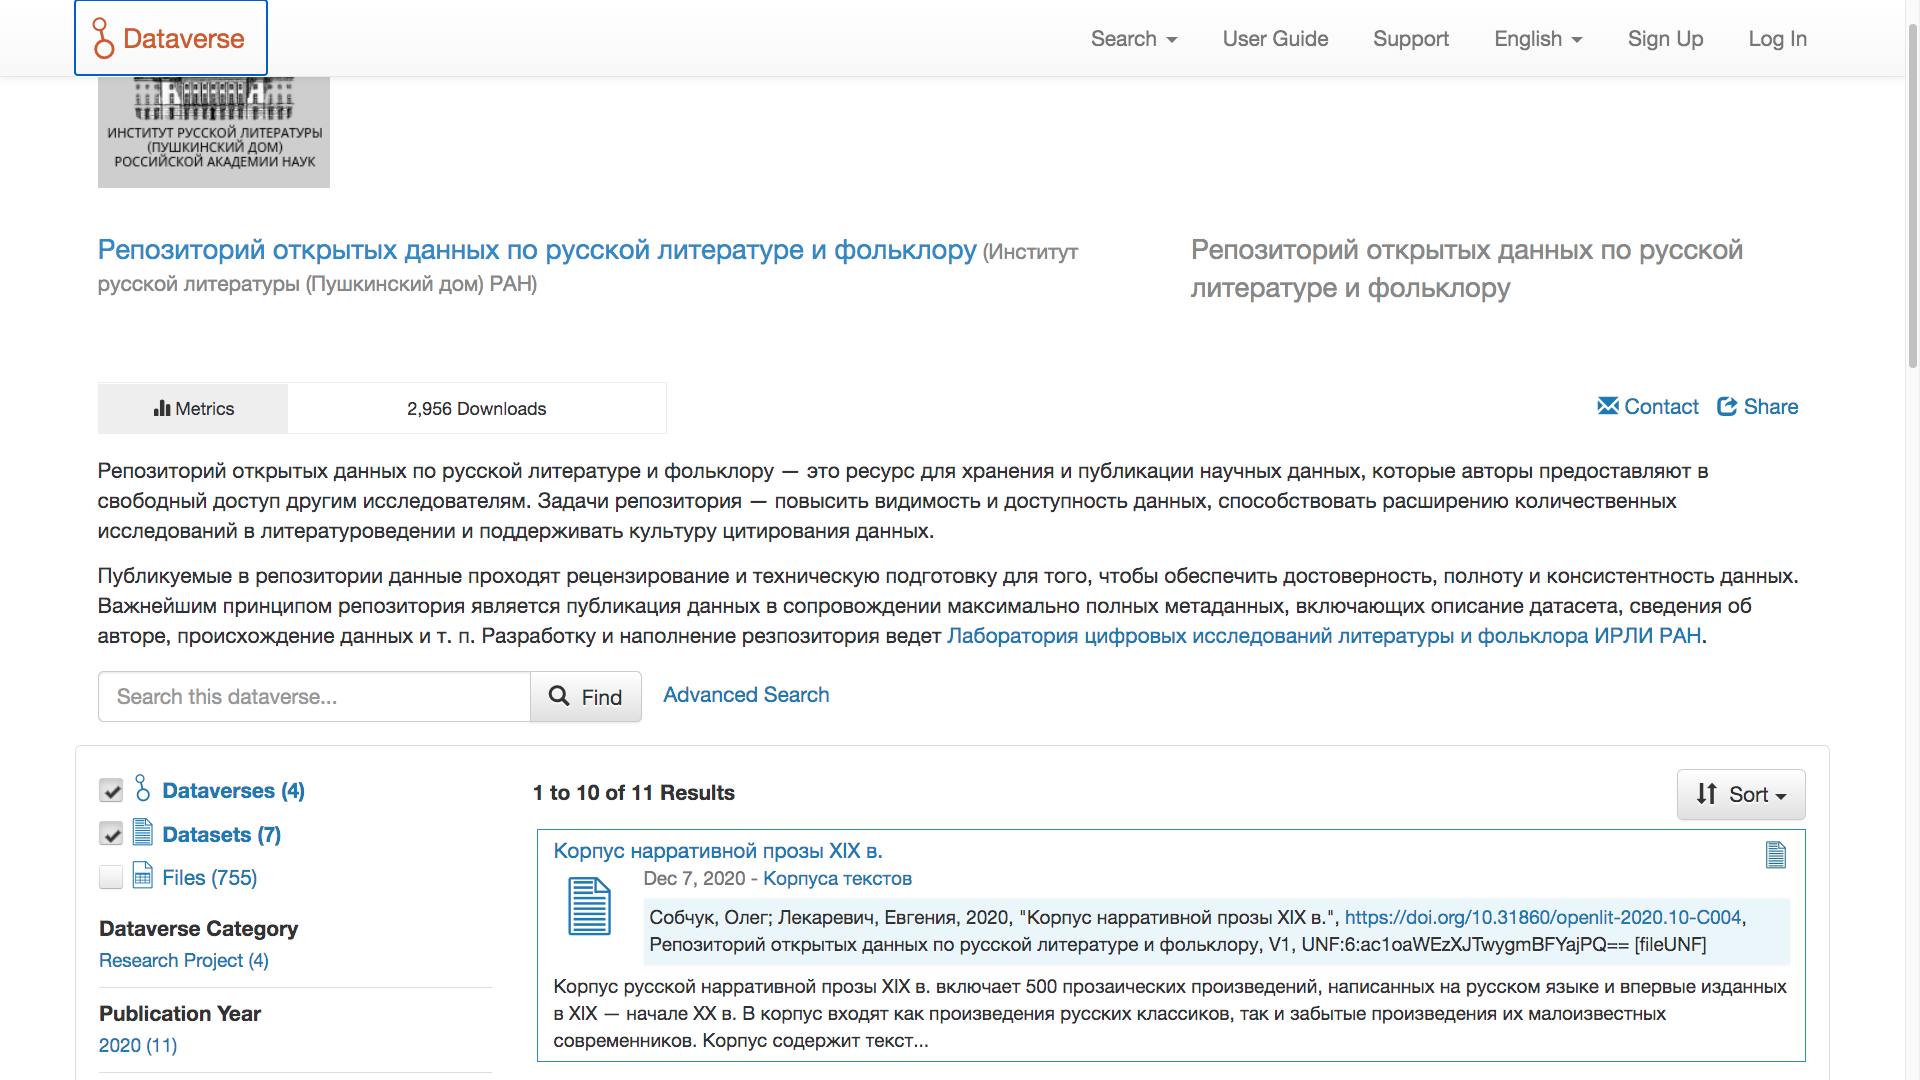 Dataverse
Search
User Guide
Support
English
Sign Up
Log In
ИНСТИТУТ РУССКОЙ ЛИТЕРАТУРЫ
(ПУШКИНСКИЙ ДОМ)
РОССИЙСКОЙ АКАДЕМИИ НАУК
Репозиторий открытых данных по русской литературе и фольклору (Институт
русской литературы (Пушкинский дом) РАН)
Репозиторий открытых данных по русской
литературе и фольклору
Metrics
2,956 Downloads
Contact
Share
Репозиторий открытых данных по русской литературе и фольклору — это ресурс для хранения и публикации научных данных, которые авторы предоставляют в
свободный доступ другим исследователям. Задачи репозитория — повысить видимость и доступность данных, способствовать расширению количественных
исследований в литературоведении и поддерживать культуру цитирования данных.
Публикуемые в репозитории данные проходят рецензирование и техническую подготовку для того, чтобы обеспечить достоверность, полноту и консистентность данных.
Важнейшим принципом репозитория является публикация данных в сопровождении максимально полных метаданных, включающих описание датасета, сведения об
авторе, происхождение данных и т. п. Разработку и наполнение резпозитория ведет Лаборатория цифровых исследований литературы и фольклора ИРЛИ РАН.
Search this dataverse...
Find
Advanced Search
Dataverses (4)
Datasets (7)
Files (755)
Dataverse Category
Research Project (4)
Publication Year
2020 (11)
1 to 10 of 11 Results
Sort
Корпус нарративной прозы XIX в.
Dec 7, 2020 - Корпуса текстов
Собчук, Олег; Лекаревич, Евгения, 2020, "Корпус нарративной прозы XIX в.", https://doi.org/10.31860/openlit-2020.10-C004,
Репозиторий открытых данных по русской литературе и фольклору, V1, UNF:6:ac1oaWEzXJTwygmBFYajPQ== [fileUNF]
Корпус русской нарративной прозы XIX в. включает 500 прозаических произведений, написанных на русском языке и впервые изданных
в XIX — начале XX в. В корпус входят как произведения русских классиков, так и забытые произведения их малоизвестных
современников. Корпус содержит текст...